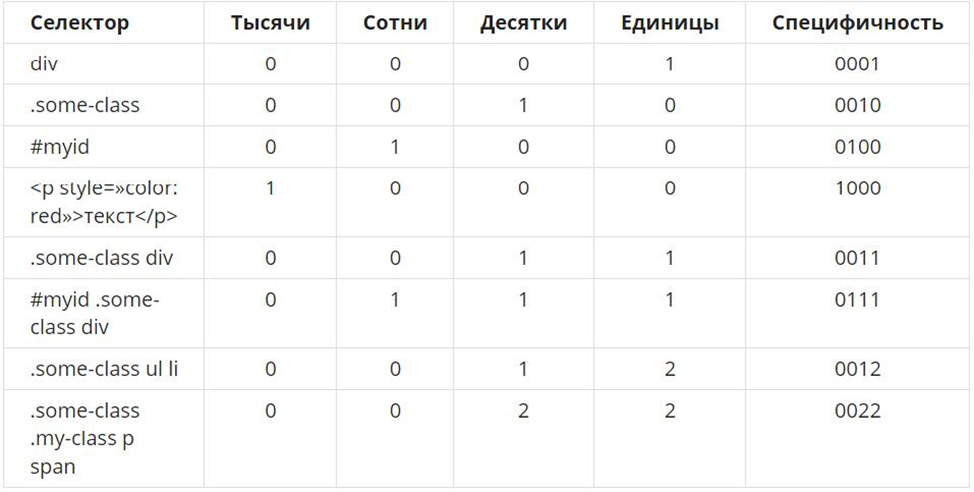 Селектор Тысячи Сотни Десятки Единицы Специфичность
div 0 0 0 1 0001
.some-class 0 0 1 0 0010
#myid 0 1 0 0 0100
<p style=»color: 1 0 0 0 1000
red»>текст</p>
.some-class div 0 0 1 1 0011
#myid .some- 0 1 1 1 0111
class div
.some-class ul li 0 0 1 2 0012
.some-class 0 0 2 2 0022
.my-class p
span